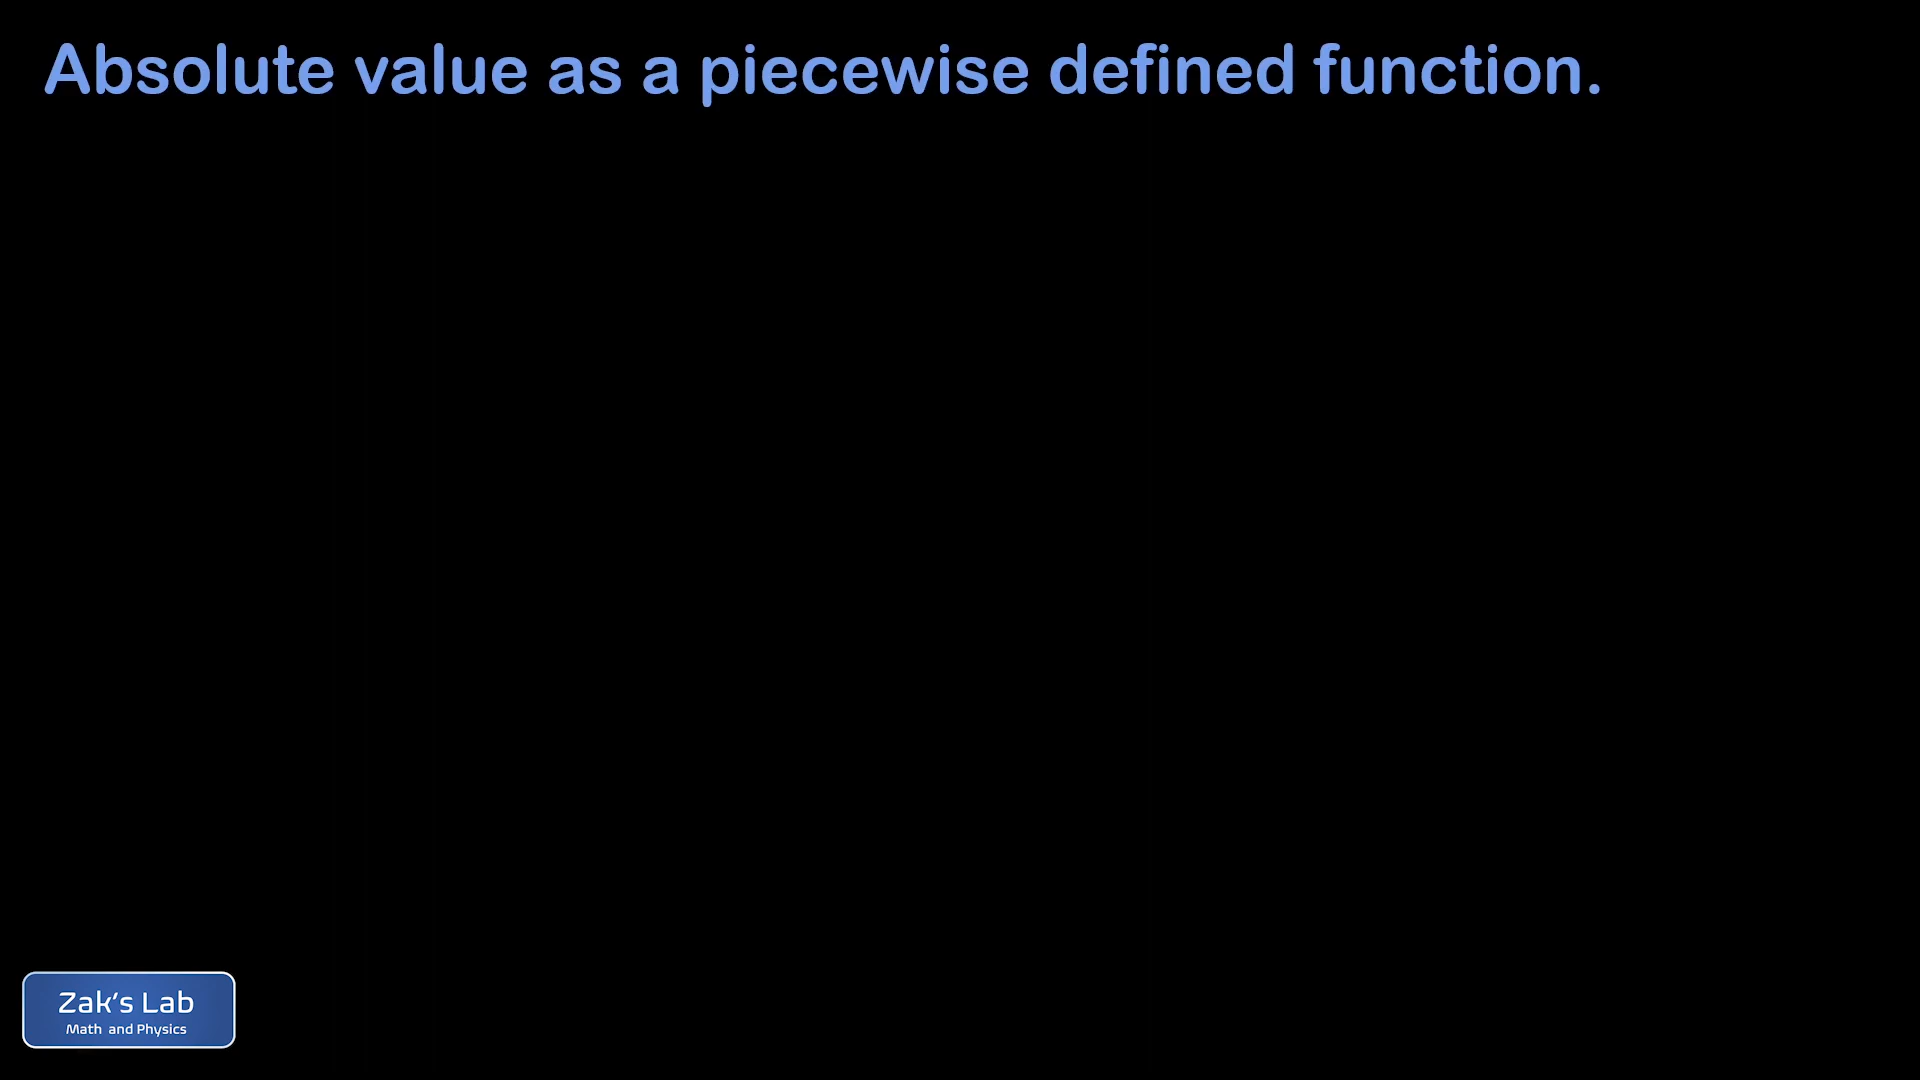 Absolute value as a piecewise defined function.
Zak's Lab
Math and Physics